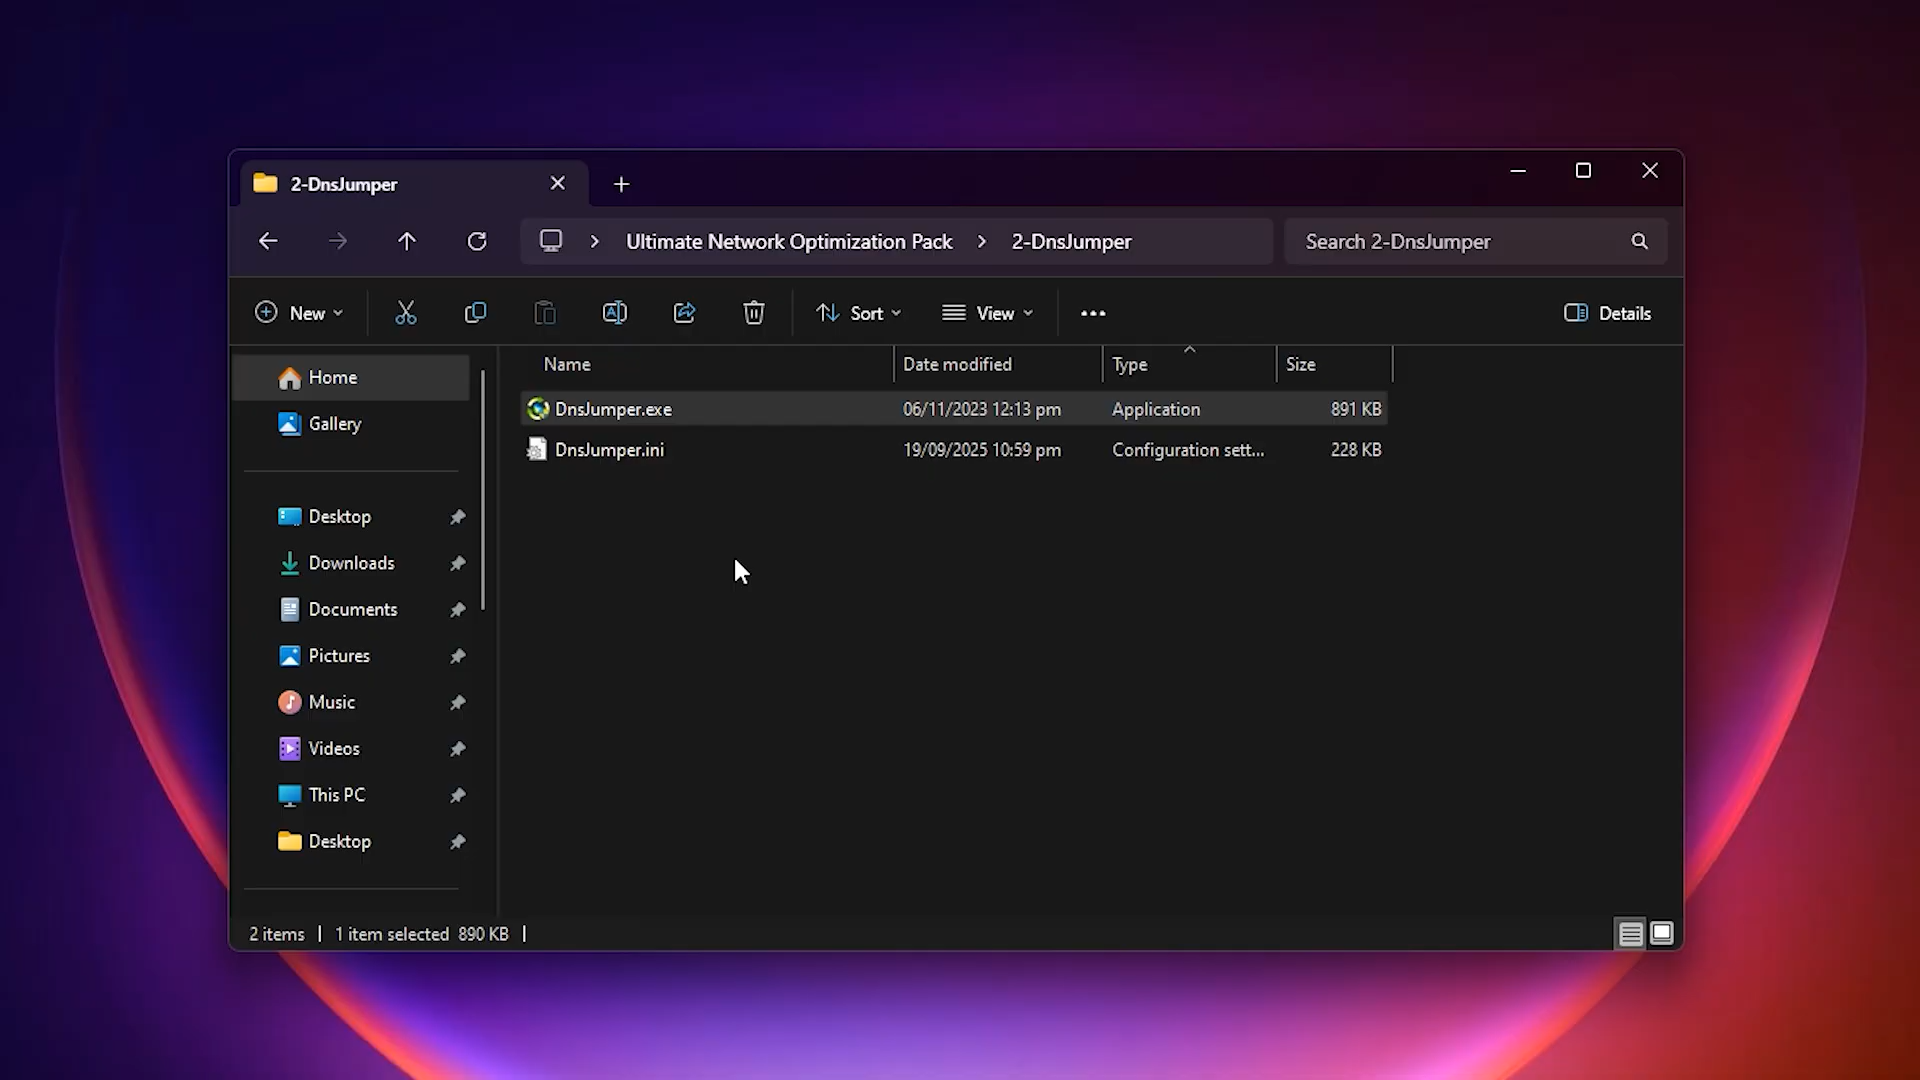 2-DnsJumper
Ultimate Network Optimization Pack 2-DnsJumper Search 2-DnsJumper
New Sort View Details
Name Date modified Type Size
DnsJumper.exe 06/11/2023 12:13 pm Application 891 KB
DnsJumper.ini 19/09/2025 10:59 pm Configuration sett... 228 KB
Home
Gallery
Desktop
Downloads
Documents
Pictures
Music
Videos
This PC
Desktop
2 items | 1 item selected 890 KB |